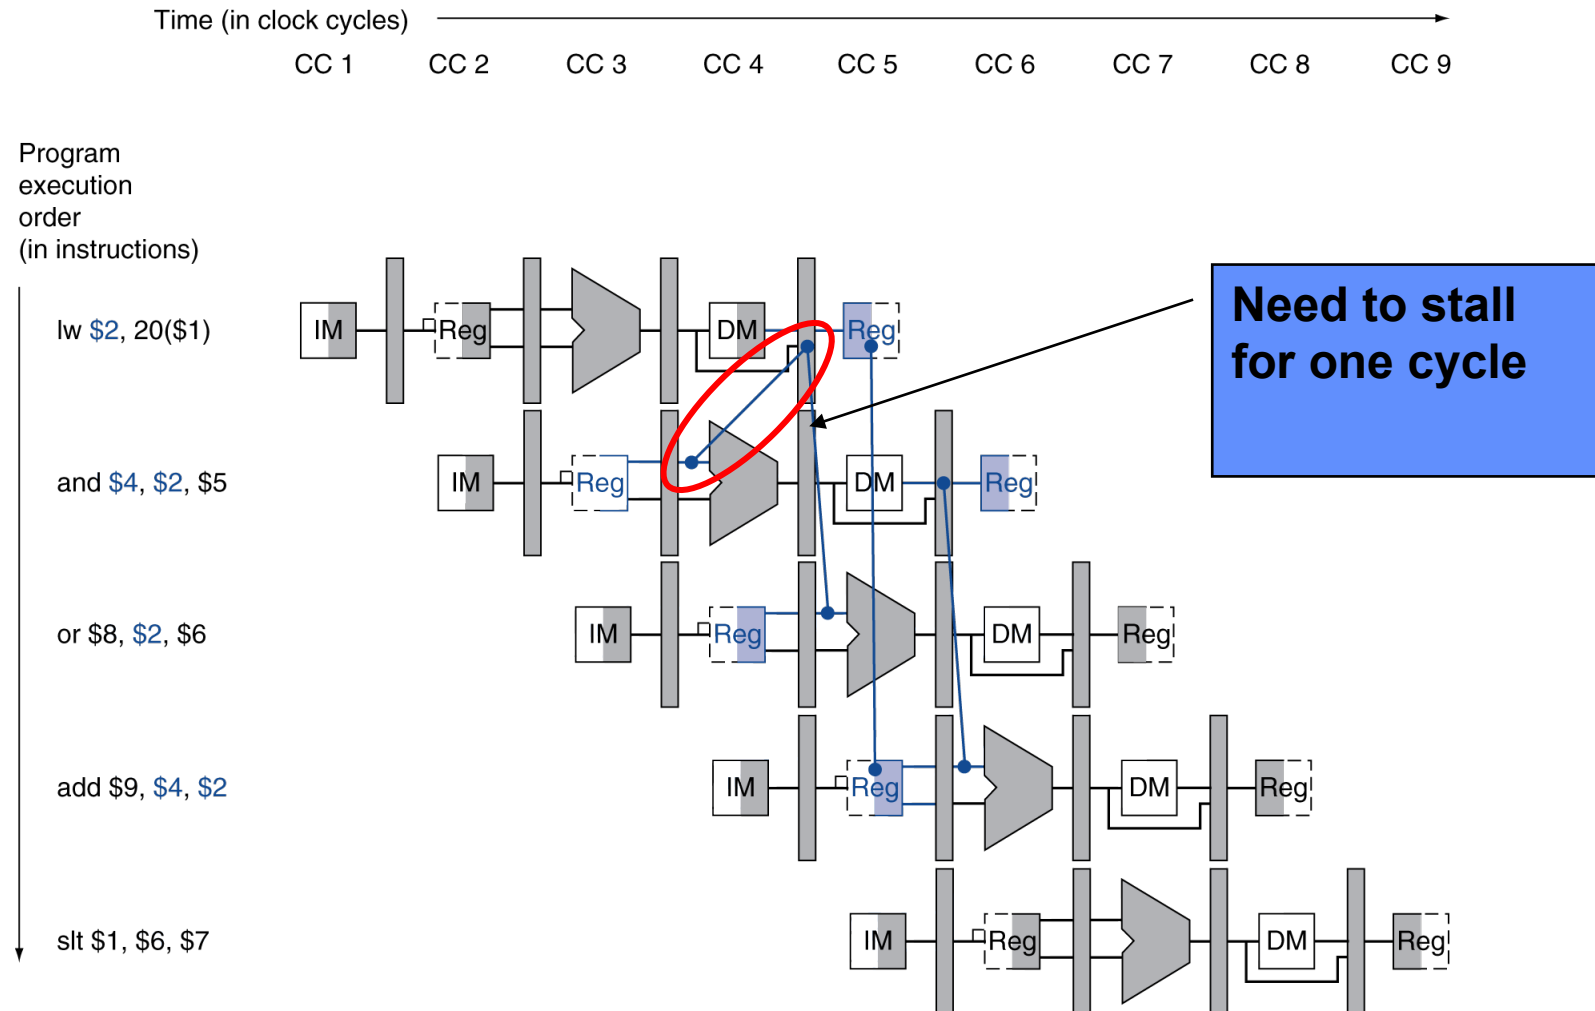 Time (in clock cycles)
CC 1 CC 2 CC 3 CC 4 CC 5 CC 6 CC 7 CC 8 CC 9
Program
execution
order
(in instructions)
Need to stall
for one cycle
lw $2, 20($1) IM Reg DM Reg
and $4, $2, $5 IM Reg DM Reg
or $8, $2, $6 IM Reg DM Reg
add $9, $4, $2 IM Reg DM Reg
slt $1, $6, $7 IM Reg DM Reg